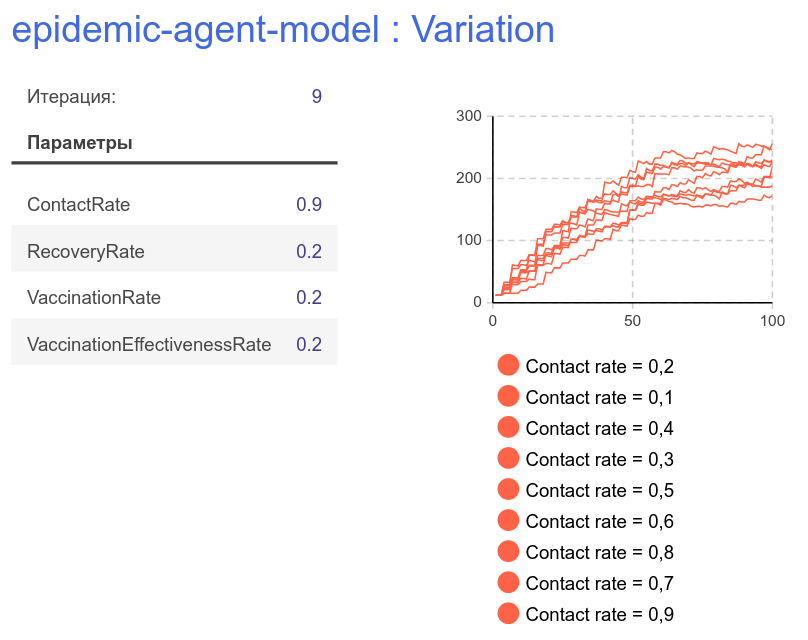 epidemic-agent-model : Variation
Итерация: 9
Параметры
ContactRate 0.9
RecoveryRate 0.2
VaccinationRate 0.2
VaccinationEffectivenessRate 0.2
300
200
100
0
0 50 100
Contact rate = 0,2
Contact rate = 0,1
Contact rate = 0,4
Contact rate = 0,3
Contact rate = 0,5
Contact rate = 0,6
Contact rate = 0,8
Contact rate = 0,7
Contact rate = 0,9